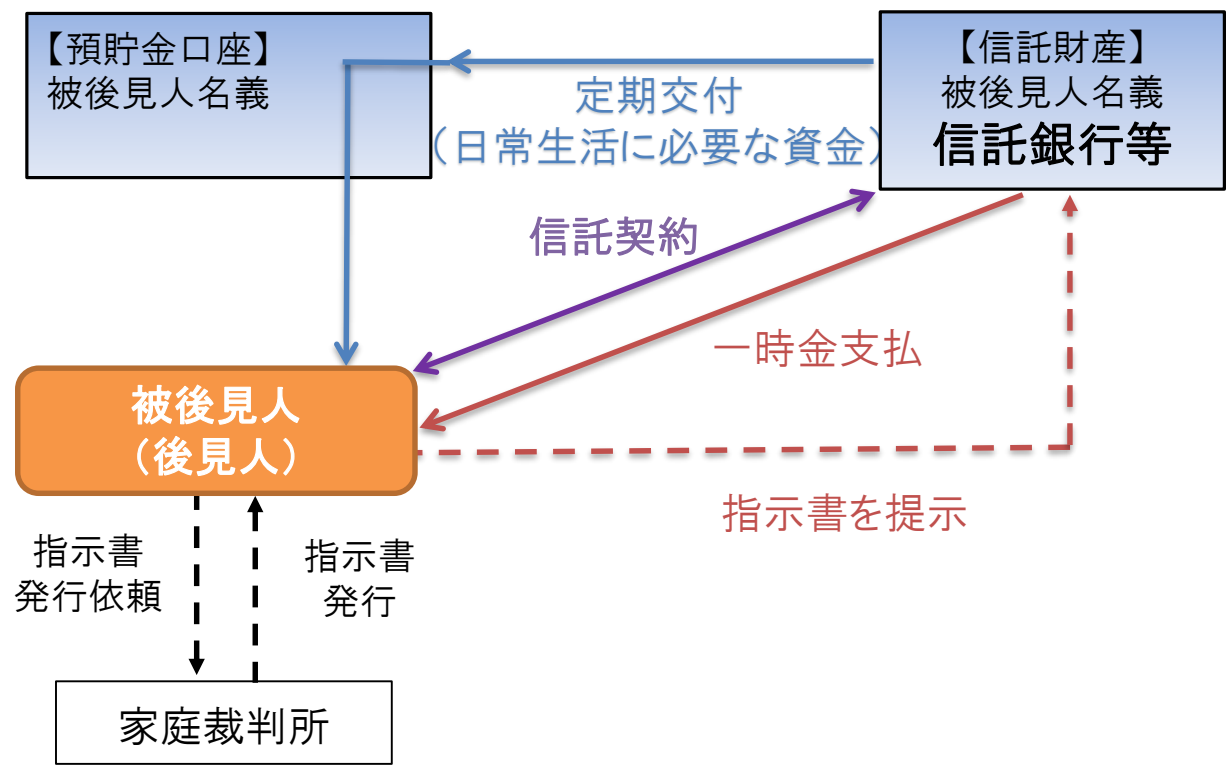 【預貯金口座】
被後見人名義
【信託財産】
被後見人名義
信託銀行等
定期交付
（日常生活に必要な資金）
信託契約
一時金支払
被後見人
（後見人）
指示書を提示
指示書
発行依頼
指示書
発行
家庭裁判所